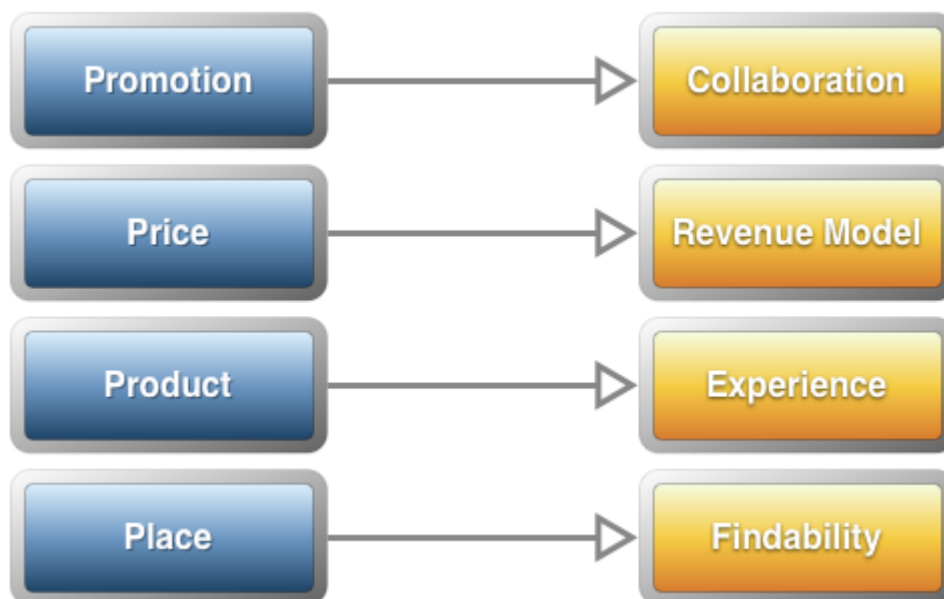 Promotion
Collaboration
Price
Revenue Model
Product
Experience
Place
Findability